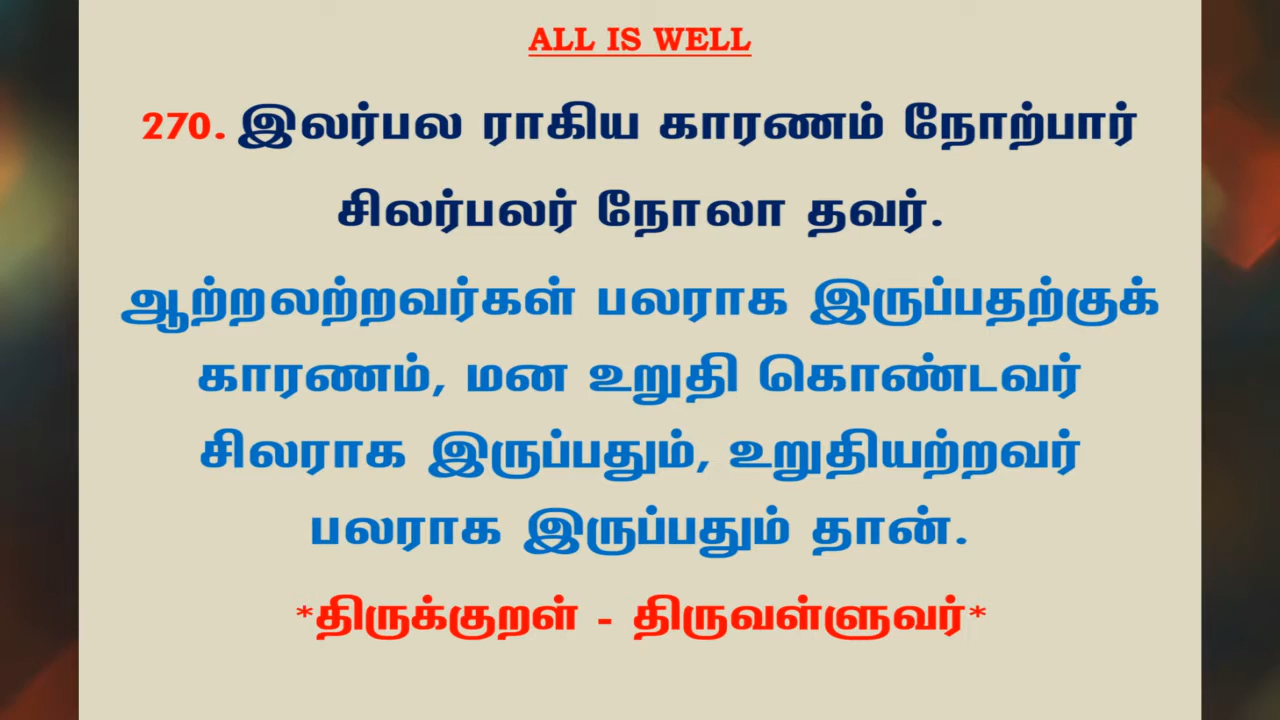 ALL IS WELL
270. இலர்பல ராகிய காரணம் நோற்பார்
சிலர்பலர் நோலா தவர்.
ஆற்றலற்றவர்கள் பலராக இருப்பதற்குக்
காரணம், மன உறுதி கொண்டவர்
சிலராக இருப்பதும், உறுதியற்றவர்
பலராக இருப்பதும் தான்.
*திருக்குறள் - திருவள்ளுவர்*